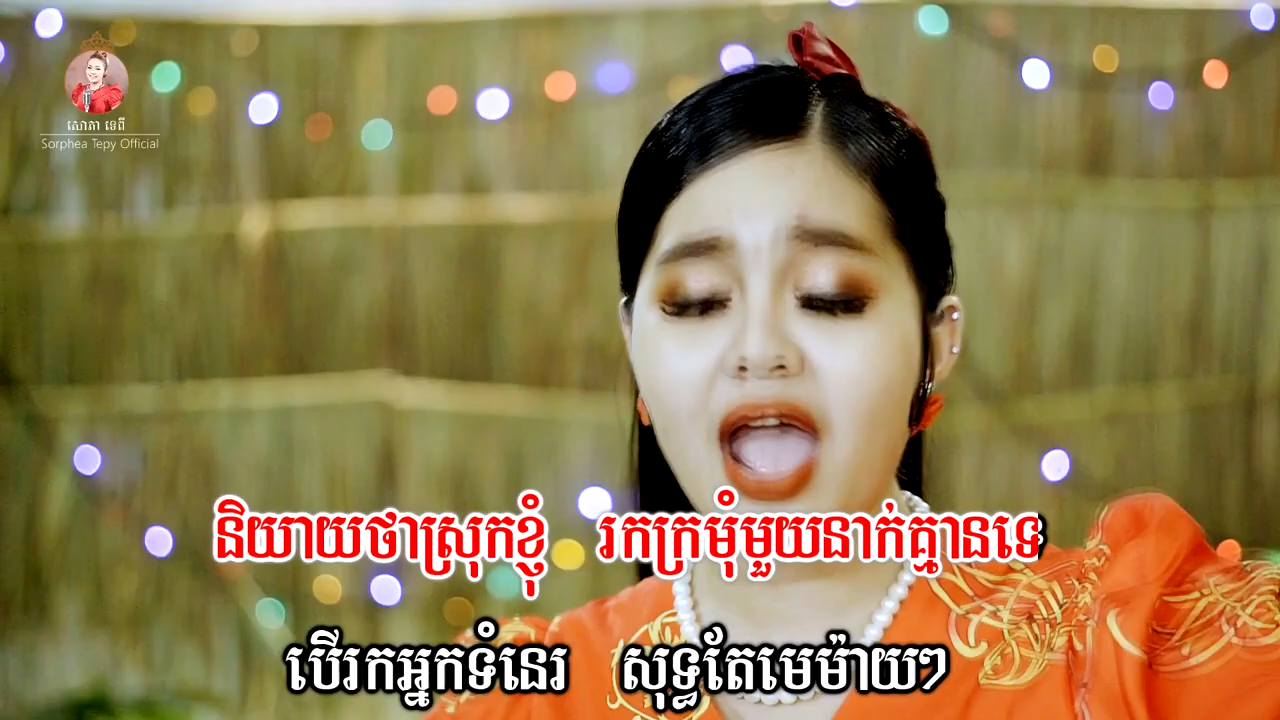 សោភា ទេពី
Sorphea Tepy Official
និយាយថាស្រុកខ្ញុំ រកក្រមុំមួយនាក់គ្មានទេ
បើរកអ្នកទំនេរ សុទ្ធតែមេម៉ាយៗ